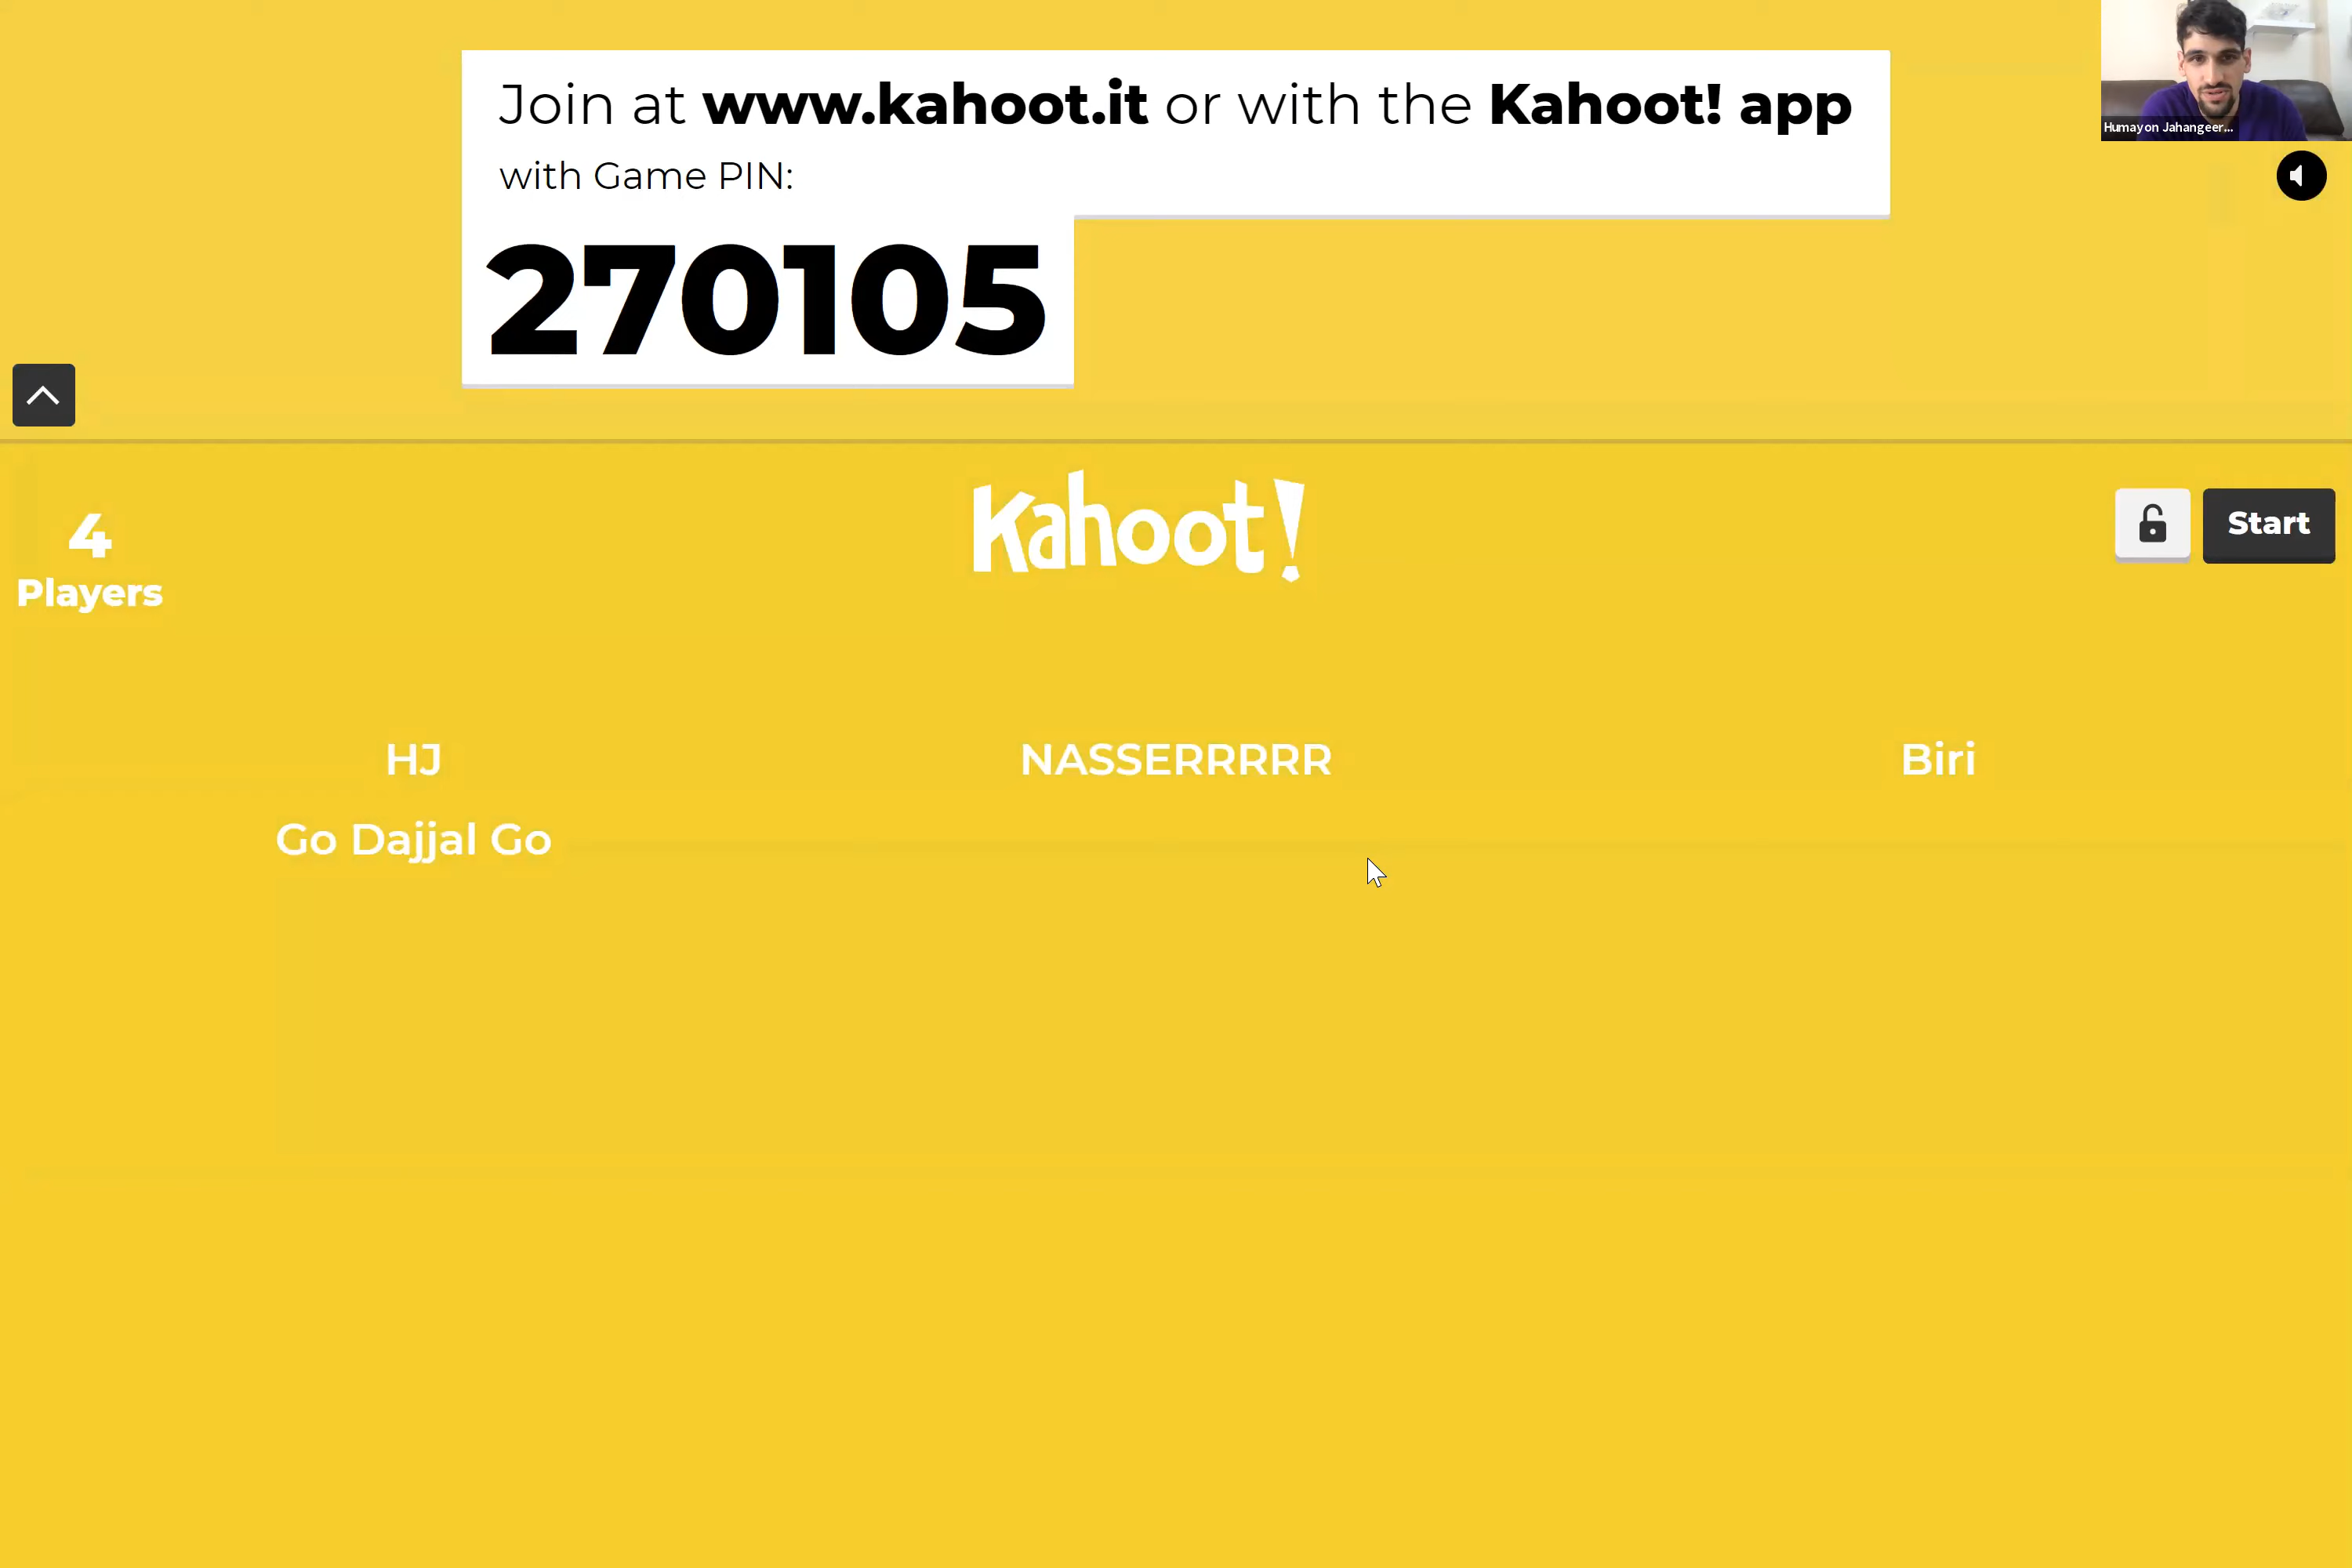 Join at www.kahoot.it or with the Kahoot! app
with Game PIN:
270105
Humayon Jahangeer...
Kahoot!
4
Players
Start
HJ
NASSERRRRR
Biri
Go Dajjal Go